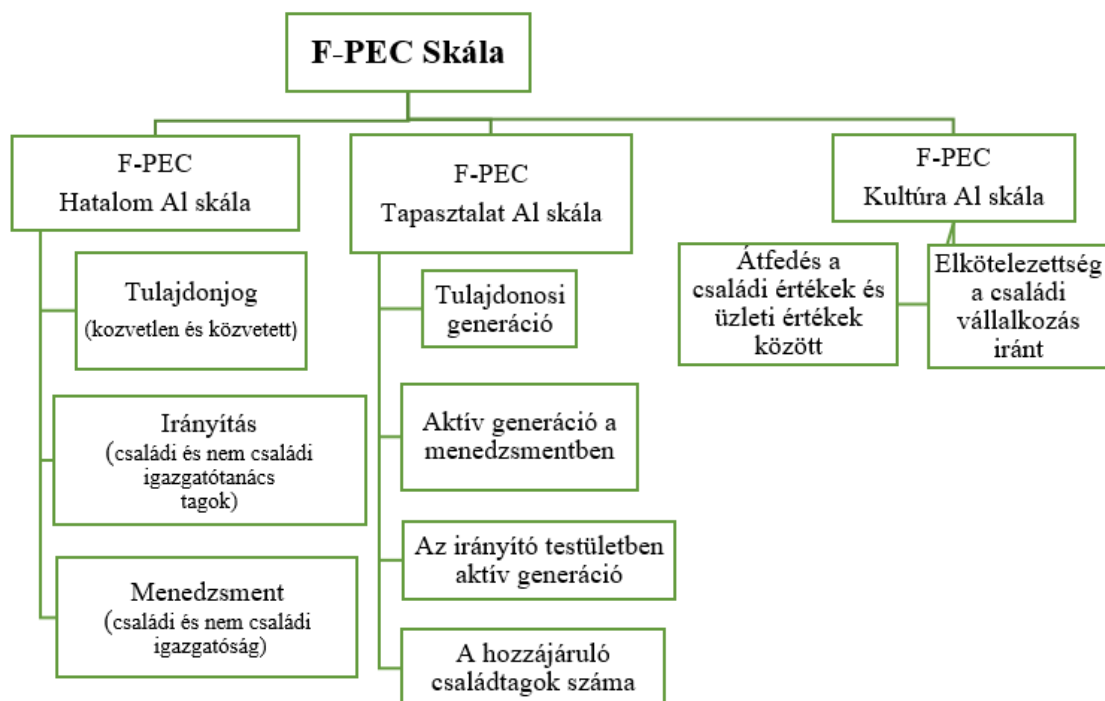 F-PEC Skála
F-PEC
Hatalom Al skála
Tulajdonjog
(kozvetlen és közvetett)
Irányítás
(családi és nem családi
igazgatótanács
tagok)
Menedzsment
(családi és nem családi
igazgatóság)
F-PEC
Tapasztalat Al skála
Tulajdonosi
generáció
Aktív generáció a
menedzsmentben
Az irányító testületben
aktív generáció
A hozzájáruló
családtagok száma
F-PEC
Kultúra Al skála
Átfedés a
családi értékek és
üzleti értékek
között
Elkötelezettség
a családi
vállalkozás
iránt